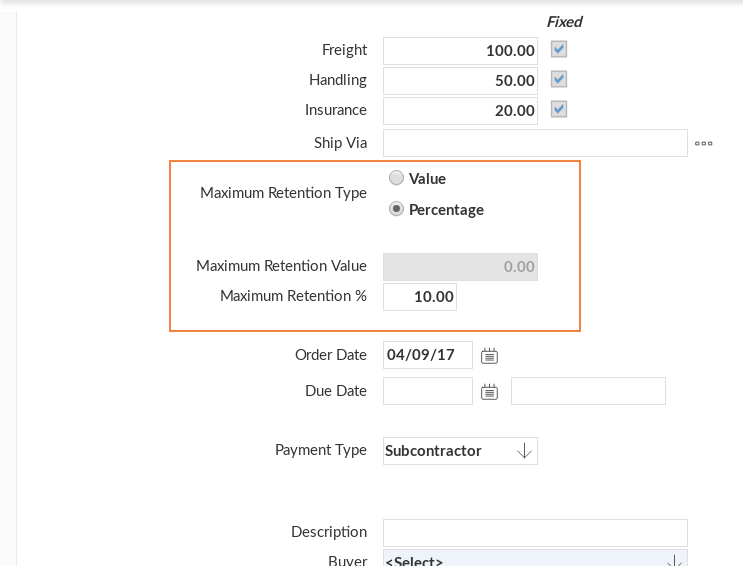 Fixed
Freight 100.00
Handling 50.00
Insurance 20.00
Ship Via
Maximum Retention Type Value
Percentage
Maximum Retention Value 0.00
Maximum Retention % 10.00
Order Date 04/09/17
Due Date
Payment Type Subcontractor
Description
Buyer <Select>